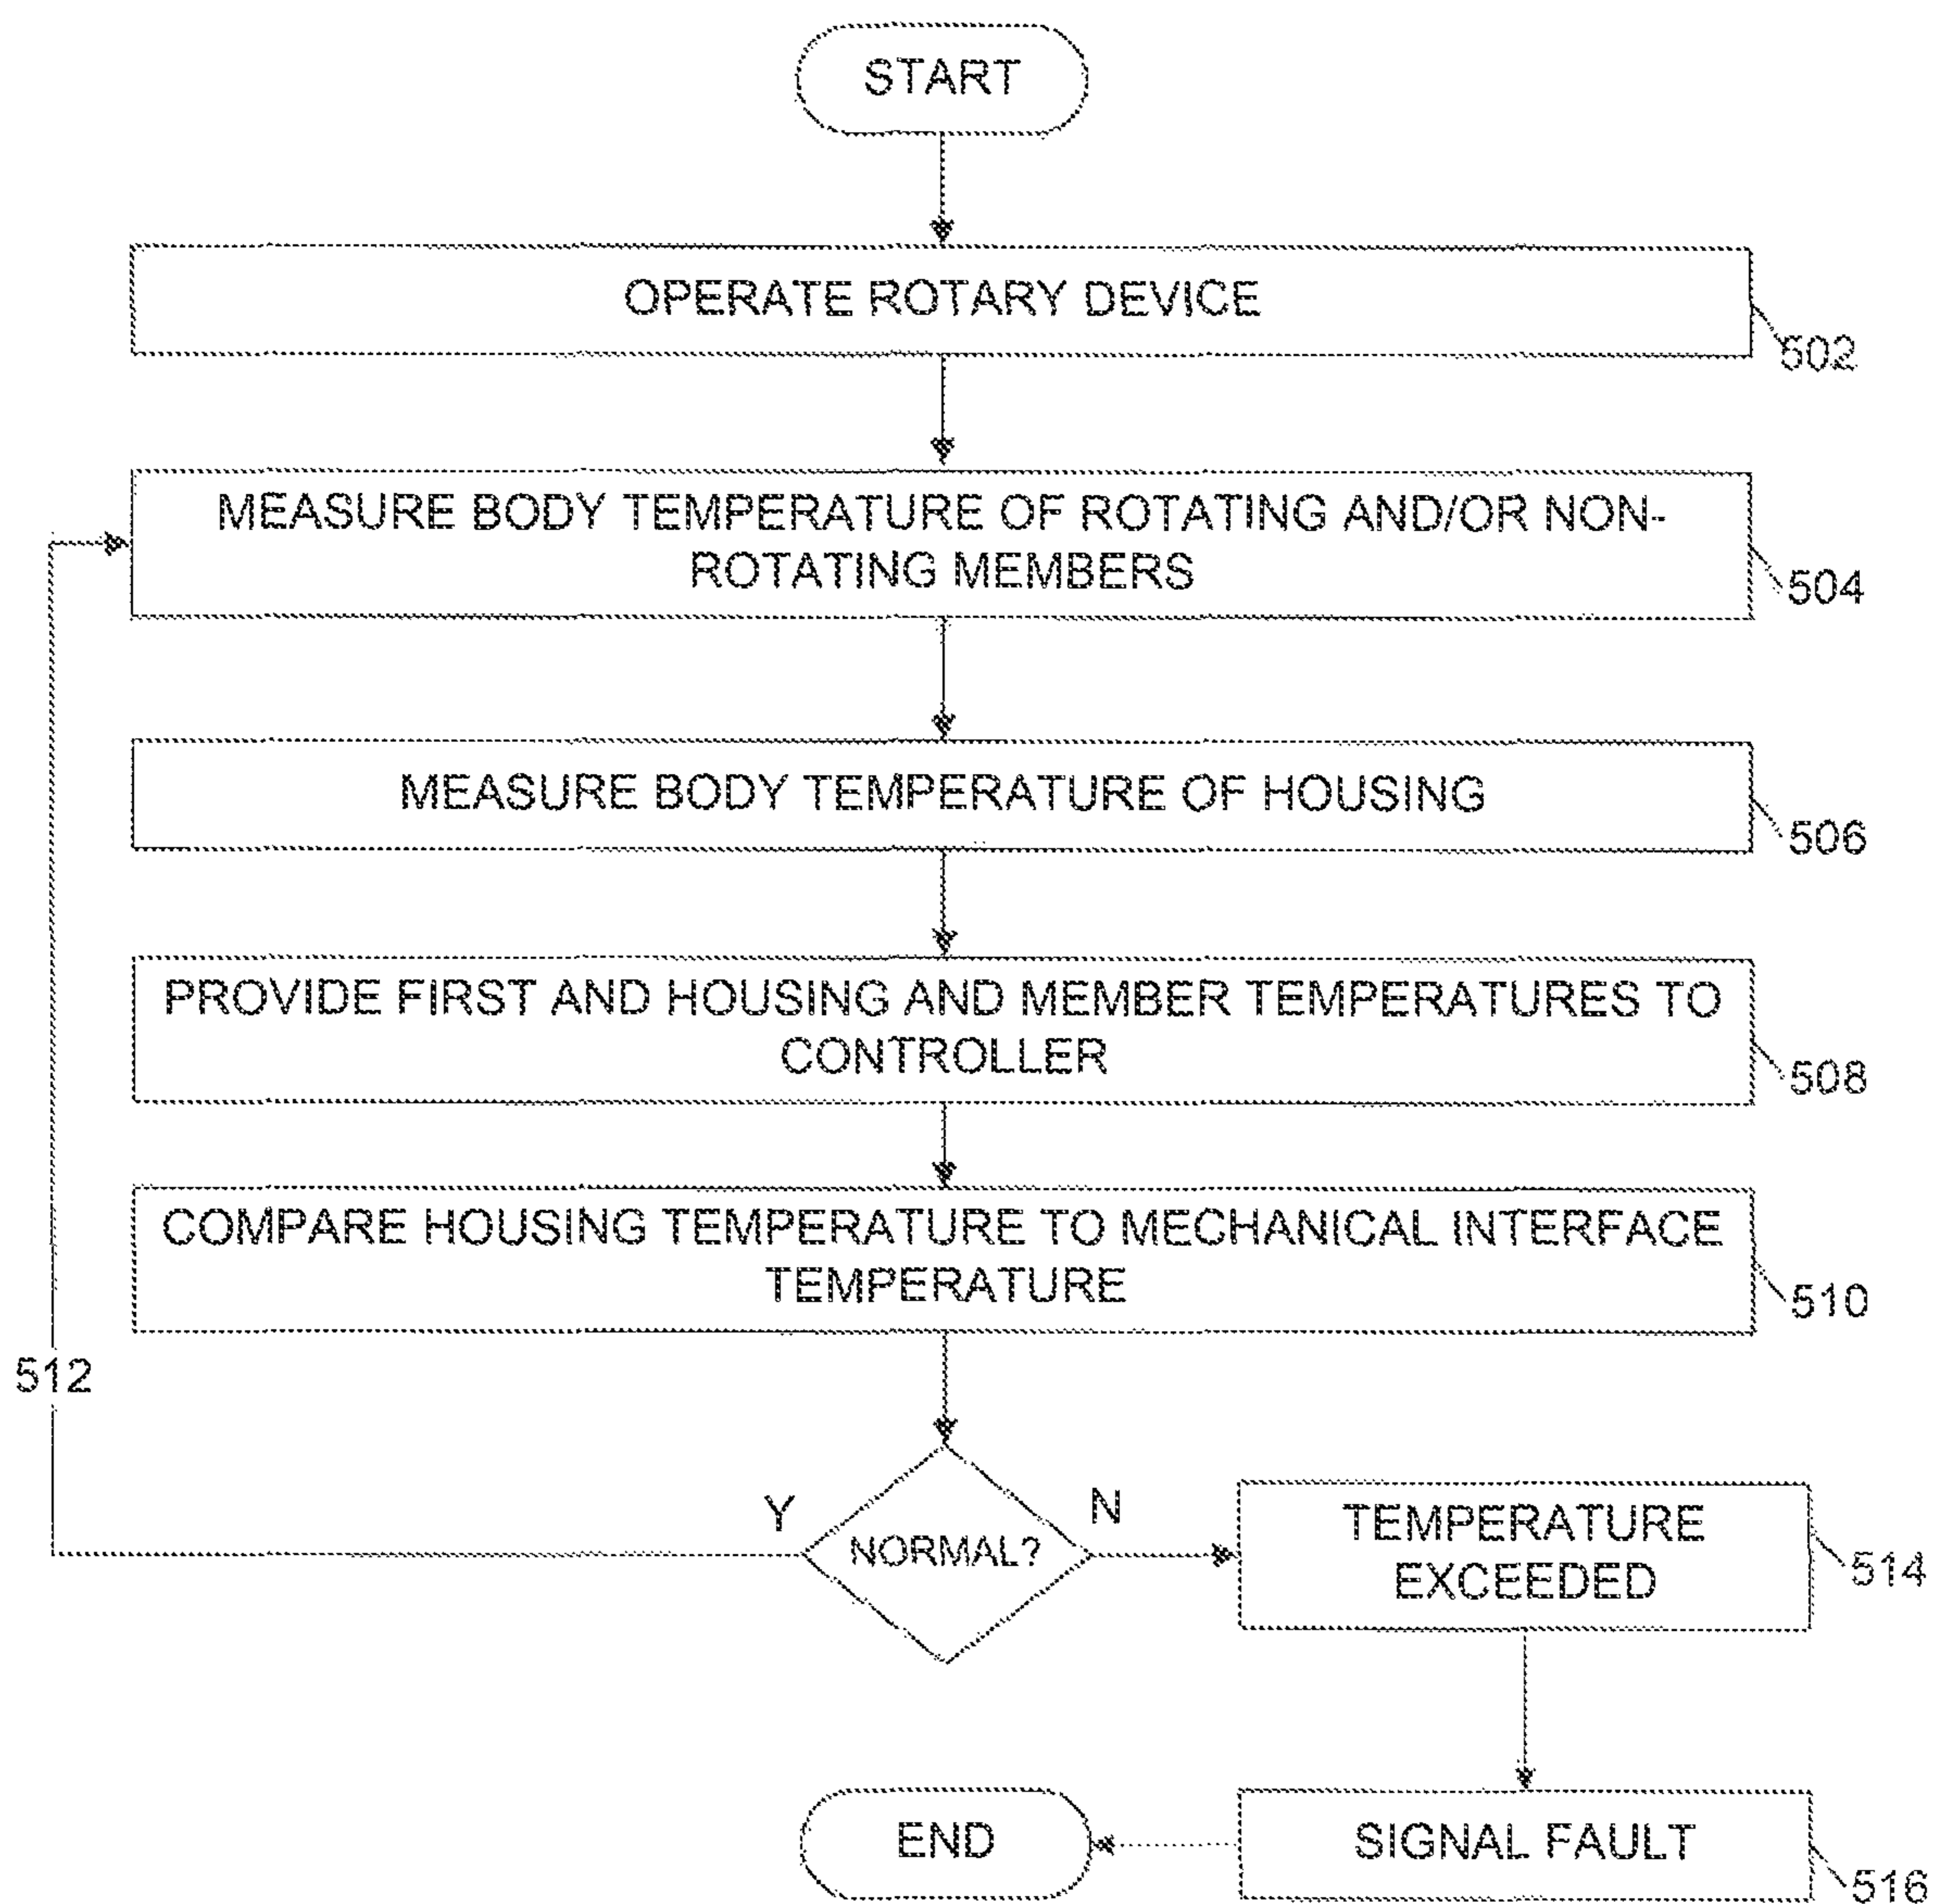 START
OPERATE ROTARY DEVICE
502
MEASURE BODY TEMPERATURE OF ROTATING AND/OR NON-
ROTATING MEMBERS
504
MEASURE BODY TEMPERATURE OF HOUSING
506
PROVIDE FIRST AND HOUSING AND MEMBER TEMPERATURES TO
CONTROLLER
508
COMPARE HOUSING TEMPERATURE TO MECHANICAL INTERFACE
TEMPERATURE
510
512
Y
NORMAL?
N
TEMPERATURE
EXCEEDED
514
END
SIGNAL FAULT
516